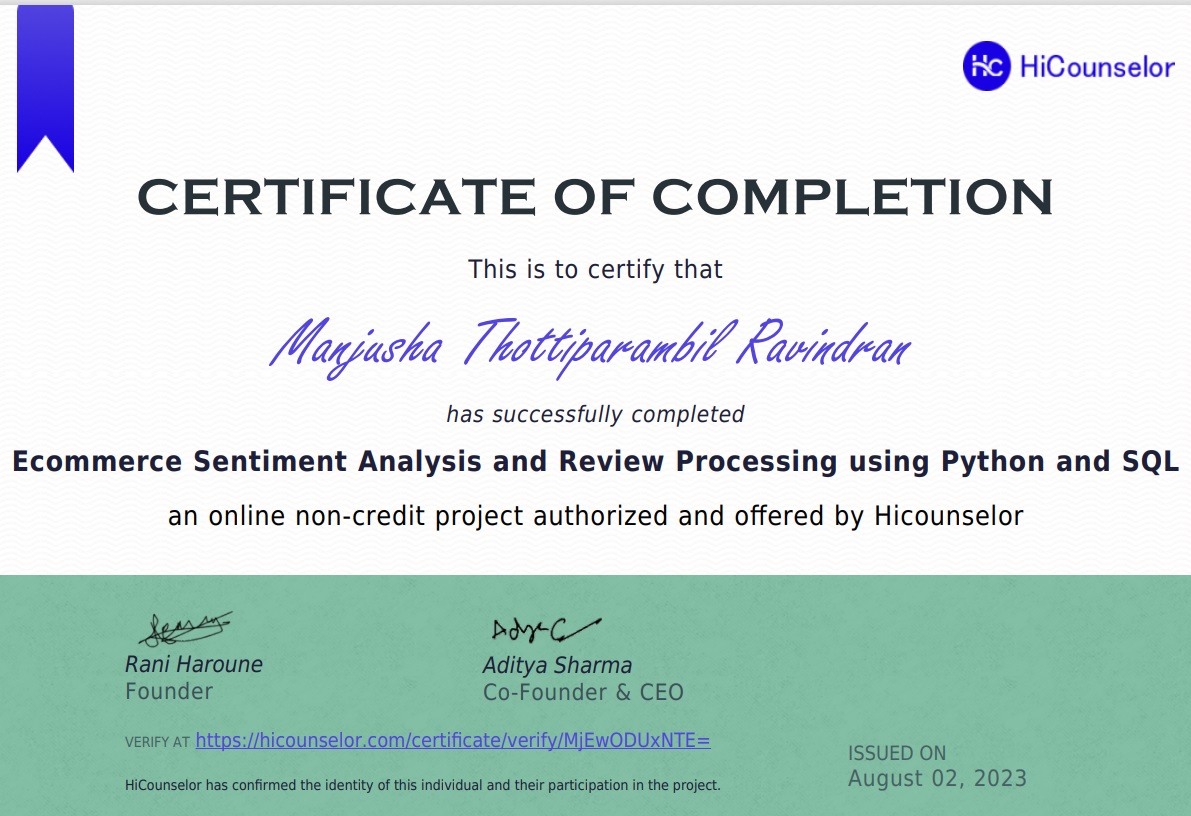 HC HiCounselor
CERTIFICATE OF COMPLETION
This is to certify that
Manjusha Thottiparambil Ravindran
has successfully completed
Ecommerce Sentiment Analysis and Review Processing using Python and SQL
an online non-credit project authorized and offered by Hicounselor
Rani Haroune
Founder
Aditya Sharma
Co-Founder & CEO
VERIFY AT https://hicounselor.com/certificate/verify/MjEwODUxNTE=
HiCounselor has confirmed the identity of this individual and their participation in the project.
ISSUED ON
August 02, 2023